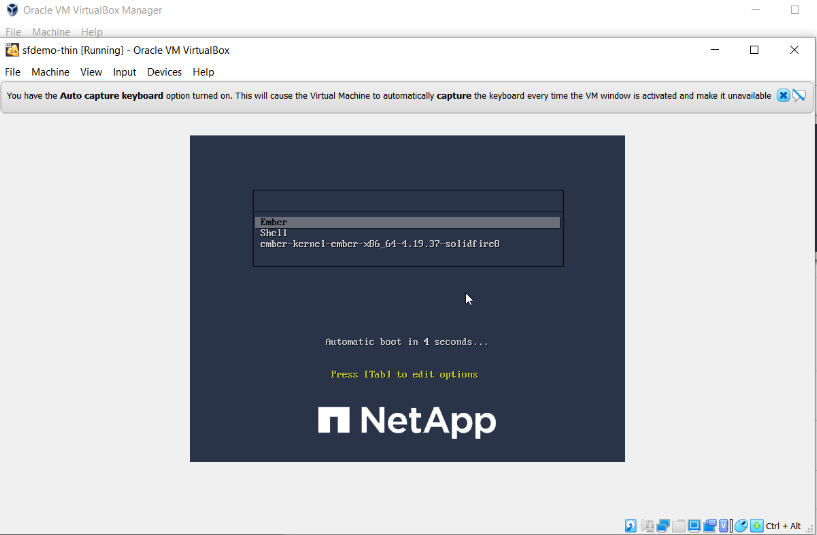 Oracle VM VirtualBox Manager
File Machine Help
sfdemo-thin [Running] - Oracle VM VirtualBox
File Machine View Input Devices Help
You have the Auto capture keyboard option turned on. This will cause the Virtual Machine to automatically capture the keyboard every time the VM window is activated and make it unavailable
Ember
Shell
ember-kernel-ember-x86_64-4.19.37-solidfire8
Automatic boot in 4 seconds...
Press [Tab] to edit options
NetApp
Ctrl + Alt